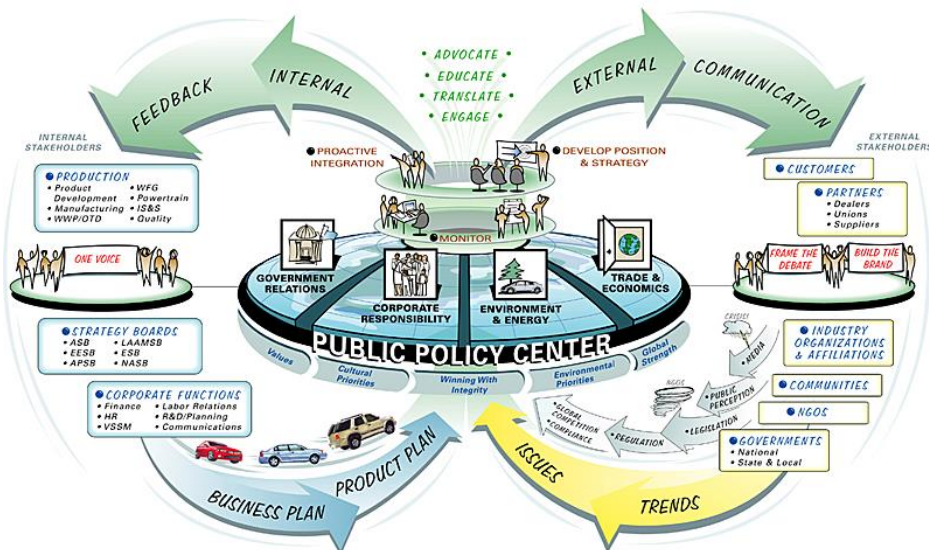 • ADVOCATE •
• EDUCATE •
• TRANSLATE •
• ENGAGE •
FEEDBACK
INTERNAL
EXTERNAL
COMMUNICATION
INTERNAL
STAKEHOLDERS
EXTERNAL
STAKEHOLDERS
• PROACTIVE
INTEGRATION
• DEVELOP POSITION
& STRATEGY
• MONITOR
• PRODUCTION
• Product
Development
• Manufacturing
• WWP/OTD
• WFG
• Powertrain
• IS&S
• Quality
ONE VOICE
• STRATEGY BOARDS
• ASB
• EESB
• APSB
• LAAMSB
• ESB
• NASB
• CORPORATE FUNCTIONS
• Finance
• HR
• VSSM
• Labor Relations
• R&D/Planning
• Communications
GOVERNMENT
RELATIONS
CORPORATE
RESPONSIBILITY
ENVIRONMENT
& ENERGY
TRADE &
ECONOMICS
PUBLIC POLICY CENTER
Values
Cultural
Priorities
Winning With
Integrity
Environmental
Priorities
Global
Strength
• CUSTOMERS
• PARTNERS
• Dealers
• Unions
• Suppliers
FRAME THE
DEBATE
BUILD THE
BRAND
• INDUSTRY
ORGANIZATIONS
& AFFILIATIONS
• COMMUNITIES
• NGOS
• GOVERNMENTS
• National
• State & Local
CRISIS!
• MEDIA
• PUBLIC
PERCEPTION
NGOS
• LEGISLATION
• REGULATION
• GLOBAL
COMPETITION
• COMPLIANCE
BUSINESS PLAN
PRODUCT PLAN
ISSUES
TRENDS